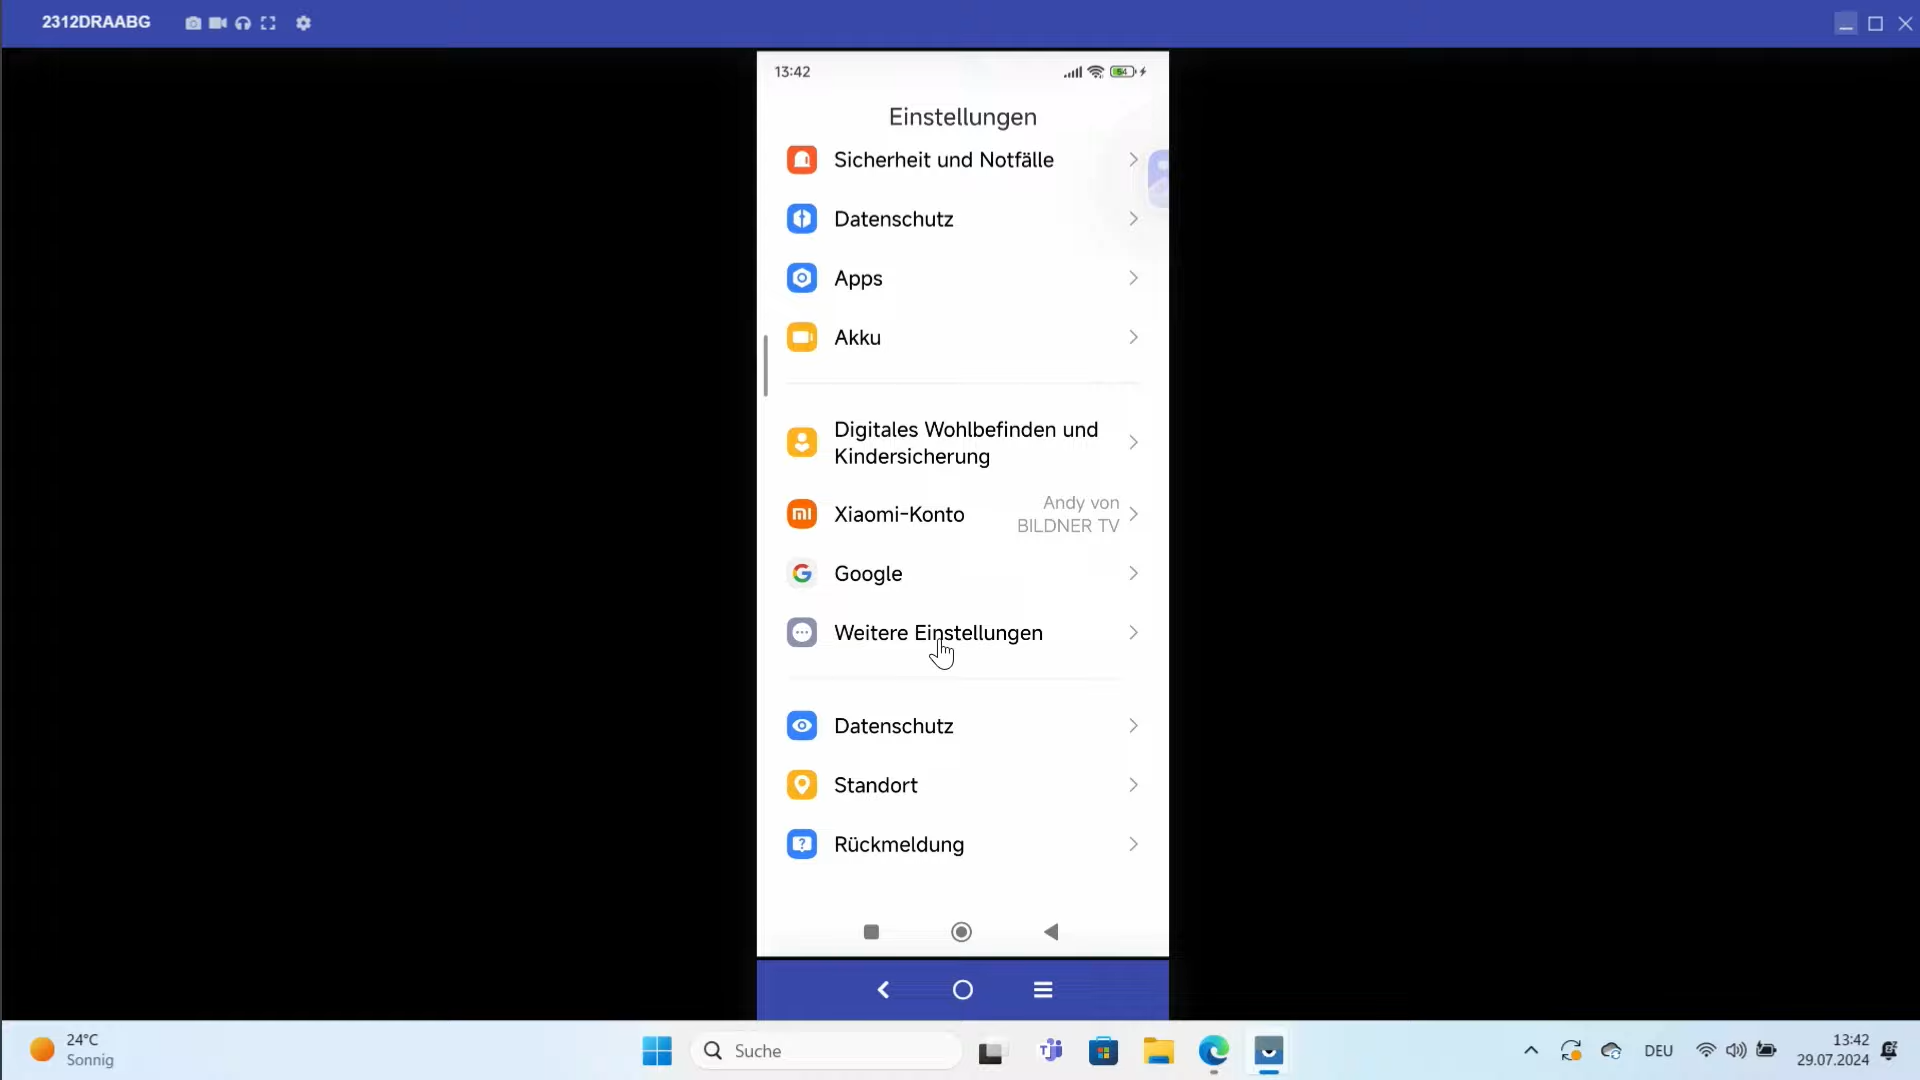 2312DRAABG
13:42
54
Einstellungen
Sicherheit und Notfälle
Datenschutz
Apps
Akku
Digitales Wohlbefinden und
Kindersicherung
Xiaomi-Konto
Andy von
BILDNER TV
Google
Weitere Einstellungen
Datenschutz
Standort
Rückmeldung
24°C
Sonnig
Suche
DEU
13:42
29.07.2024